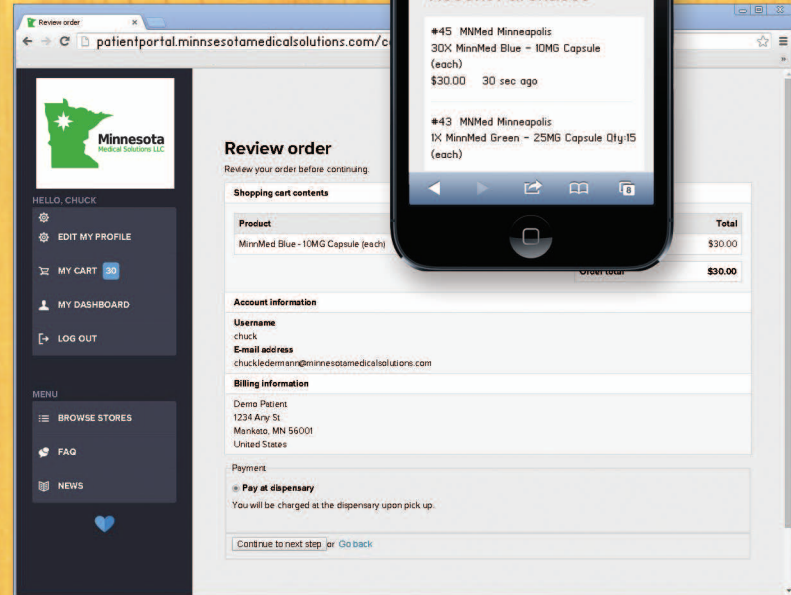 Review order
patientportal.minnsesotamedicalsolutions.com/c
#45 MNMed Minneapolis
30X MinnMed Blue - 10MG Capsule
(each)
$30.00 30 sec ago
#43 MNMed Minneapolis
1X MinnMed Green - 25MG Capsule Qty:15
(each)
8
Minnesota
Medical Solutions LLC
HELLO, CHUCK
EDIT MY PROFILE
MY CART 30
MY DASHBOARD
LOG OUT
MENU
BROWSE STORES
FAQ
NEWS
Review order
Review your order before continuing.
Shopping cart contents
Product Total
MinnMed Blue - 10MG Capsule (each) $30.00
Order total $30.00
Account information
Username
chuck
E-mail address
chuckledermann@minnesotamedicalsolutions.com
Billing information
Demo Patient
1234 Any St
Mankato, MN 56001
United States
Payment
Pay at dispensary
You will be charged at the dispensary upon pick up.
Continue to next step or Go back